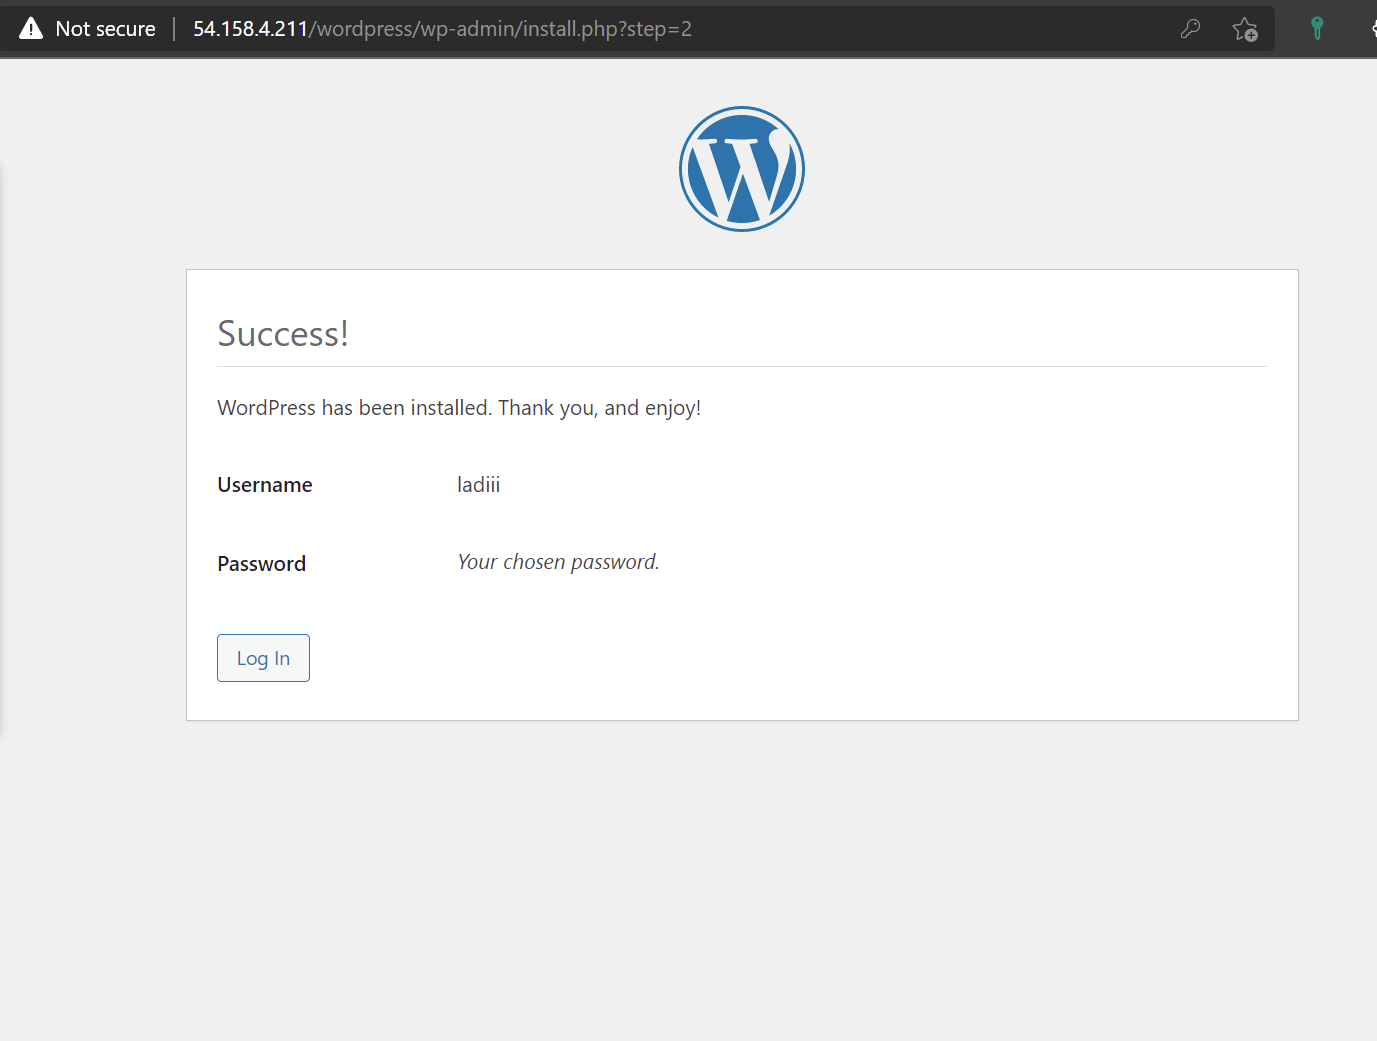 Not secure | 54.158.4.211/wordpress/wp-admin/install.php?step=2
Success!
WordPress has been installed. Thank you, and enjoy!
Username ladiii
Password Your chosen password.
Log In